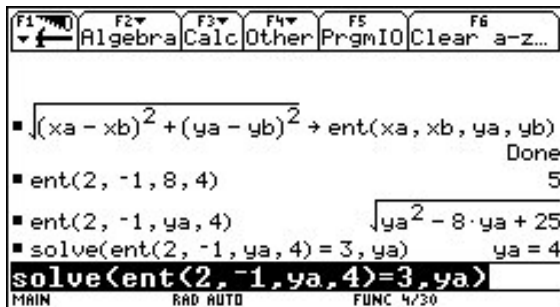 F1 F2 F3 F4 F5 F6
Algebra Calc Other PrgmIO Clear a-z…
√(xa - xb)² + (ya - yb)² → ent(xa, xb, ya, yb)
Done
ent(2, ⁻1, 8, 4) 5
ent(2, ⁻1, ya, 4) √ya² - 8·ya + 25
solve(ent(2, ⁻1, ya, 4) = 3, ya) ya = 4
solve(ent(2,⁻1,ya,4)=3,ya)
MAIN RAD AUTO FUNC 4/30